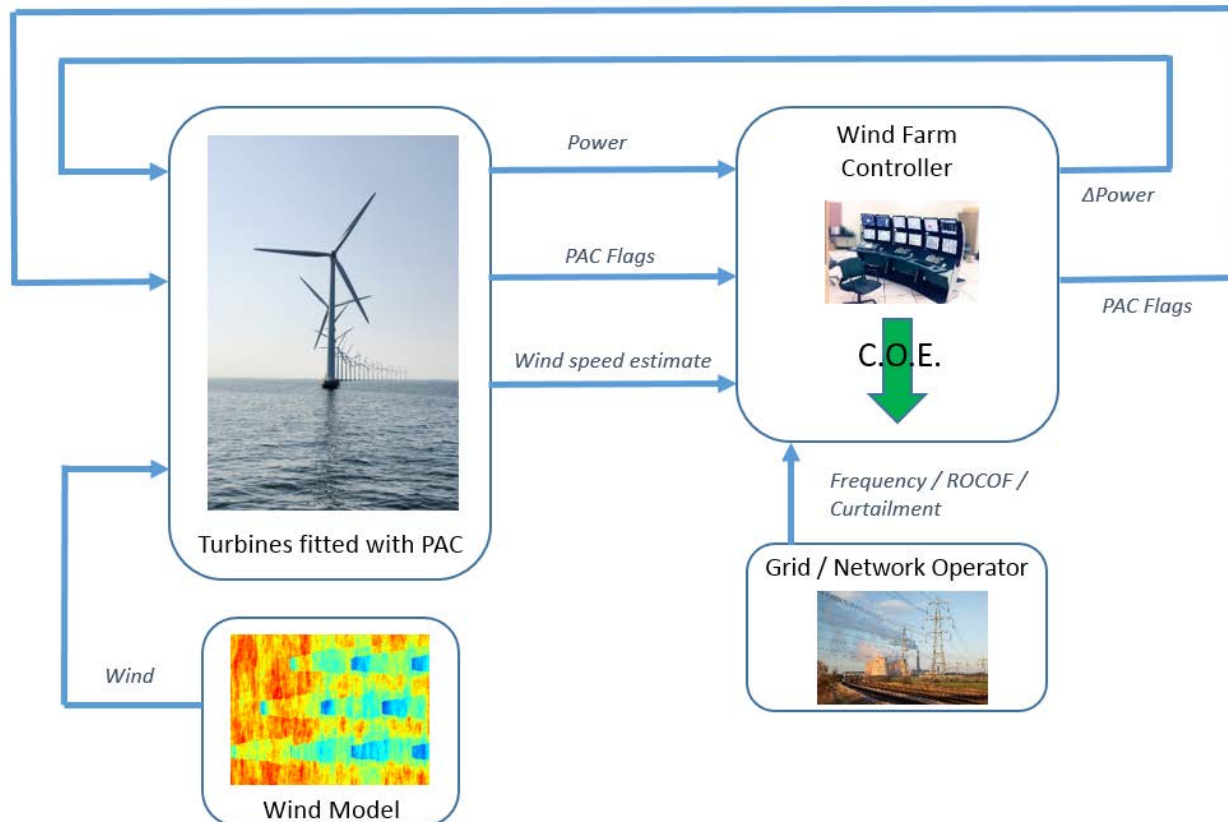 Power
Wind Farm
Controller
ΔPower
PAC Flags
PAC Flags
Wind speed estimate
C.O.E.
Frequency / ROCOF /
Curtailment
Turbines fitted with PAC
Grid / Network Operator
Wind
Wind Model